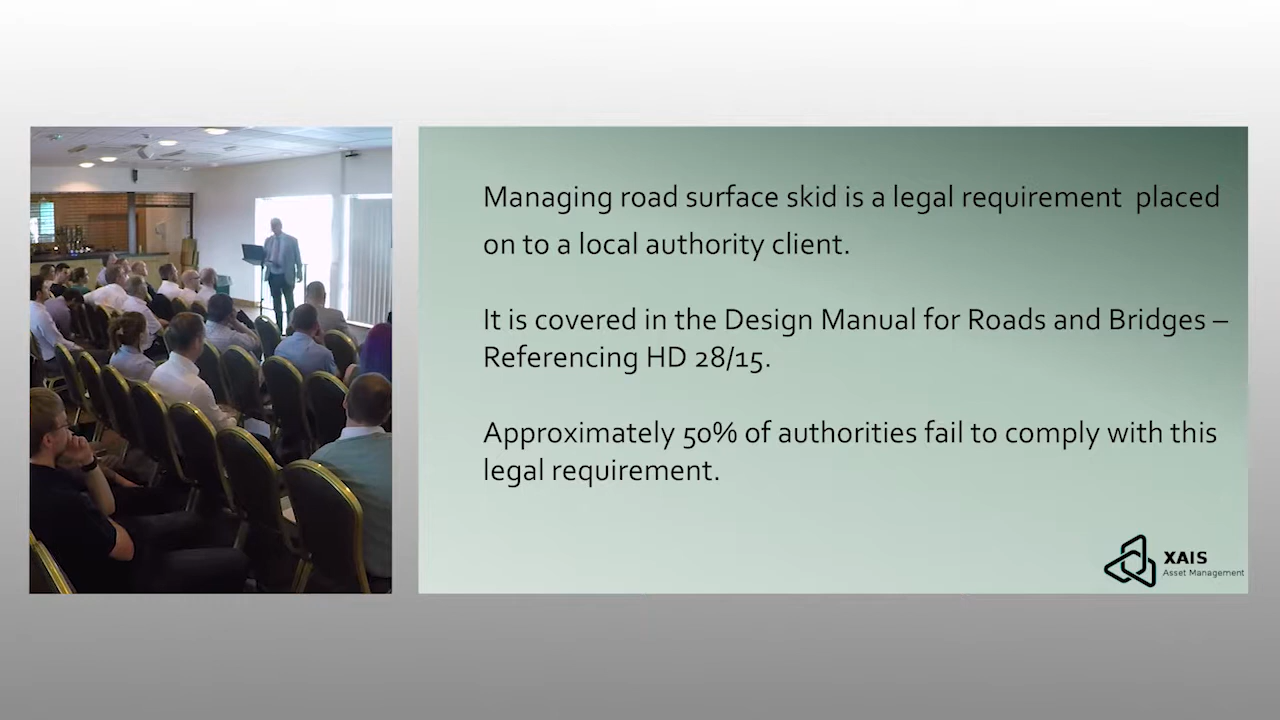 Managing road surface skid is a legal requirement placed
on to a local authority client.
It is covered in the Design Manual for Roads and Bridges –
Referencing HD 28/15.
Approximately 50% of authorities fail to comply with this
legal requirement.
XAIS
Asset Management